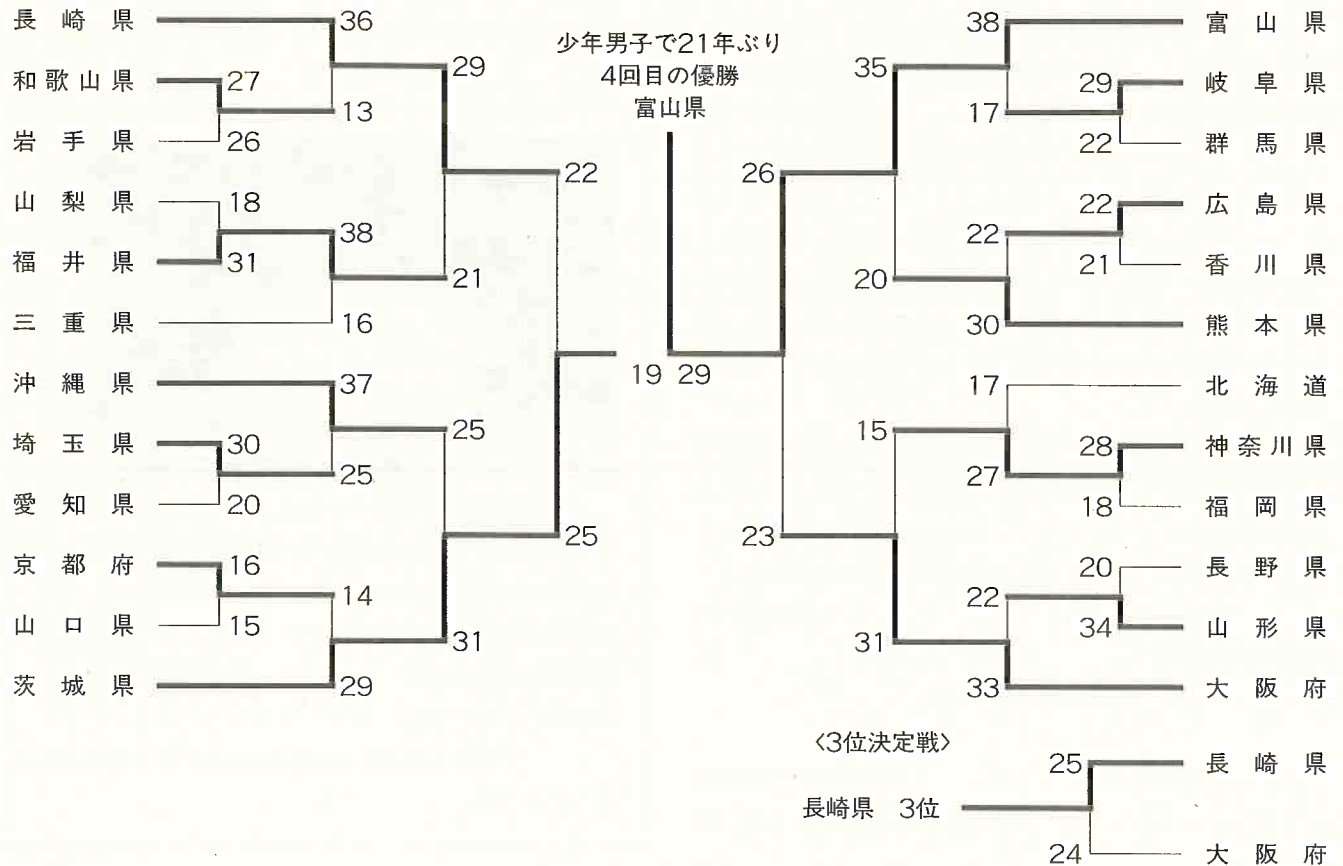 少年男子で21年ぶり
4回目の優勝
富山県
19 29
長崎県 36
29
和歌山県 27
13
岩手県 26
22
山梨県 18
38
福井県 31
21
三重県 16
沖縄県 37
25
埼玉県 30
25
愛知県 20
25
京都府 16
14
山口県 15
31
茨城県 29
38 富山県
35
29 岐阜県
17
22 群馬県
26
22 広島県
22
21 香川県
20
30 熊本県
17 北海道
15
28 神奈川県
27
18 福岡県
23
20 長野県
22
34 山形県
31
33 大阪府
〈3位決定戦〉
25 長崎県
長崎県 3位
24 大阪府